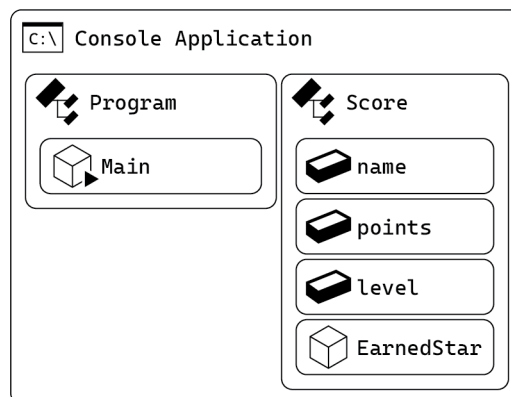 C:\ Console Application
Program
Main
Score
name
points
level
EarnedStar